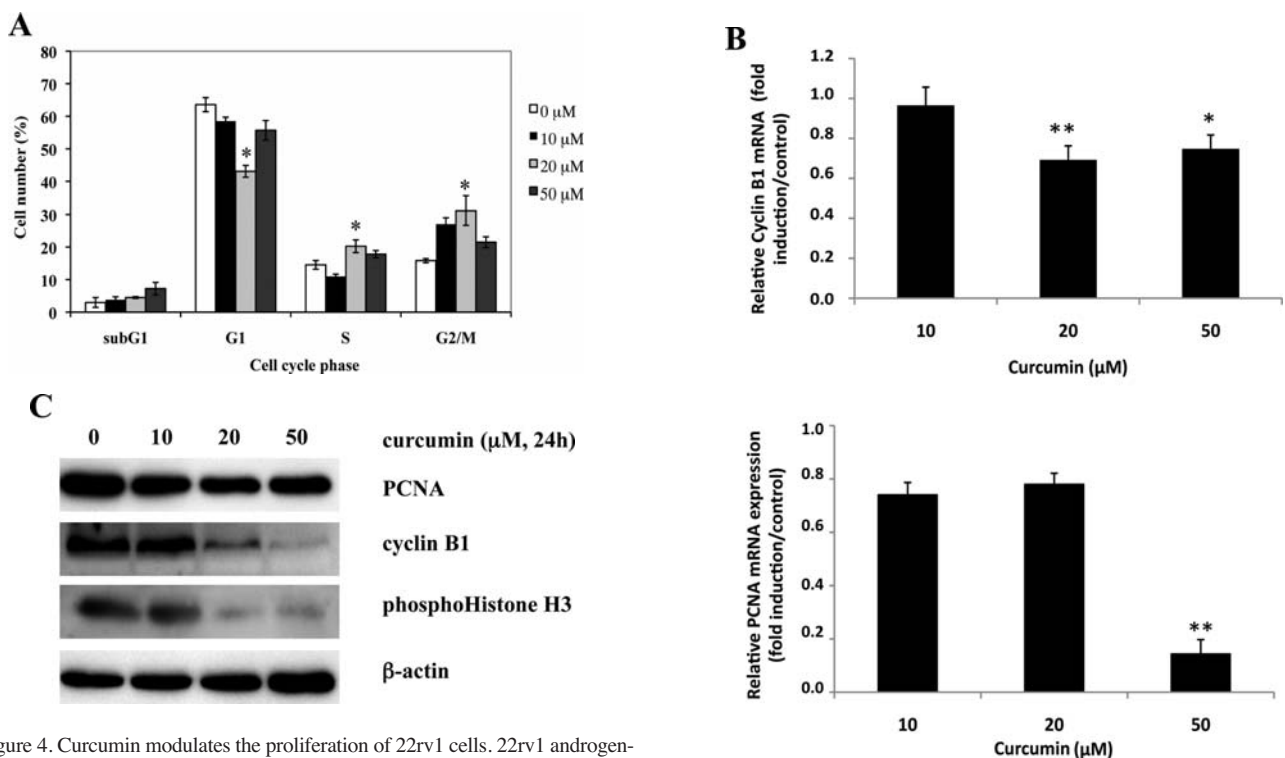 A
80
70
60
50
40
30
20
10
0
Cell number (%)
*
*
*
0 µM
10 µM
20 µM
50 µM
subG1 G1 S G2/M
Cell cycle phase
B
1.2
1.0
0.8
0.6
0.4
0.2
0.0
Relative Cyclin B1 mRNA (fold
induction/control)
**
*
10 20 50
Curcumin (µM)
C
0 10 20 50 curcumin (µM, 24h)
PCNA
cyclin B1
phosphoHistone H3
β-actin
1.0
0.8
0.6
0.4
0.2
0.0
Relative PCNA mRNA expression
(fold induction/control)
**
10 20 50
Curcumin (µM)
gure 4. Curcumin modulates the proliferation of 22rv1 cells. 22rv1 androgen-